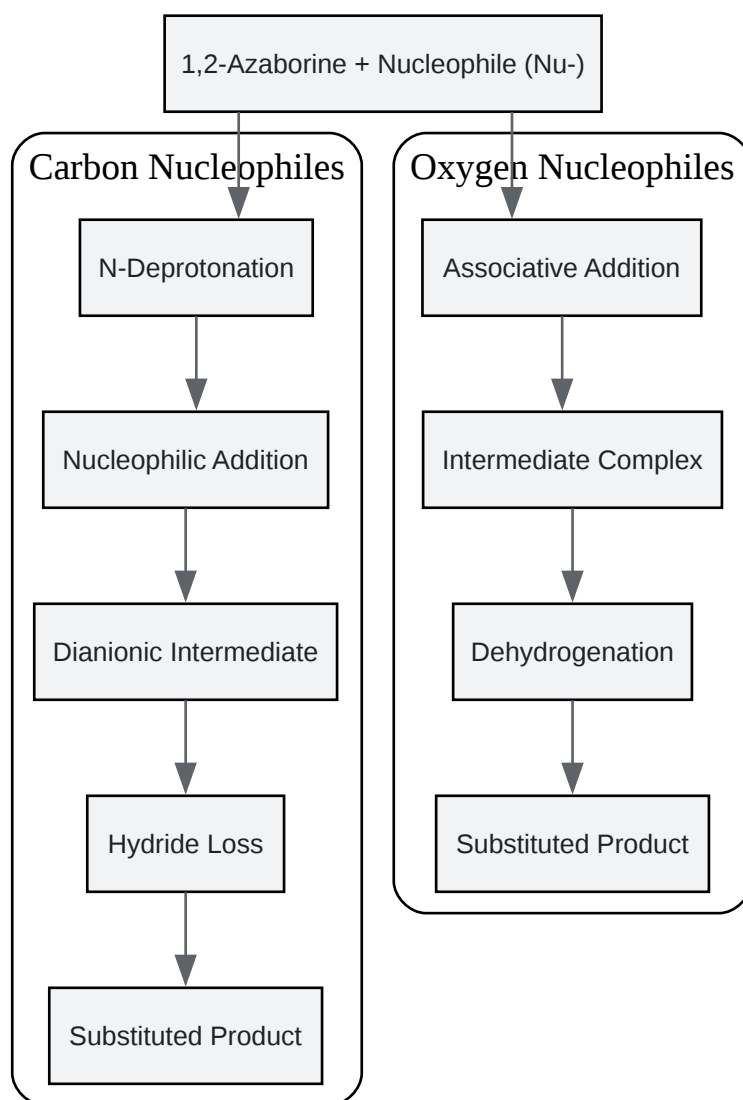 1,2-Azaborine + Nucleophile (Nu-)
Carbon Nucleophiles
N-Deprotonation
Nucleophilic Addition
Dianionic Intermediate
Hydride Loss
Substituted Product
Oxygen Nucleophiles
Associative Addition
Intermediate Complex
Dehydrogenation
Substituted Product